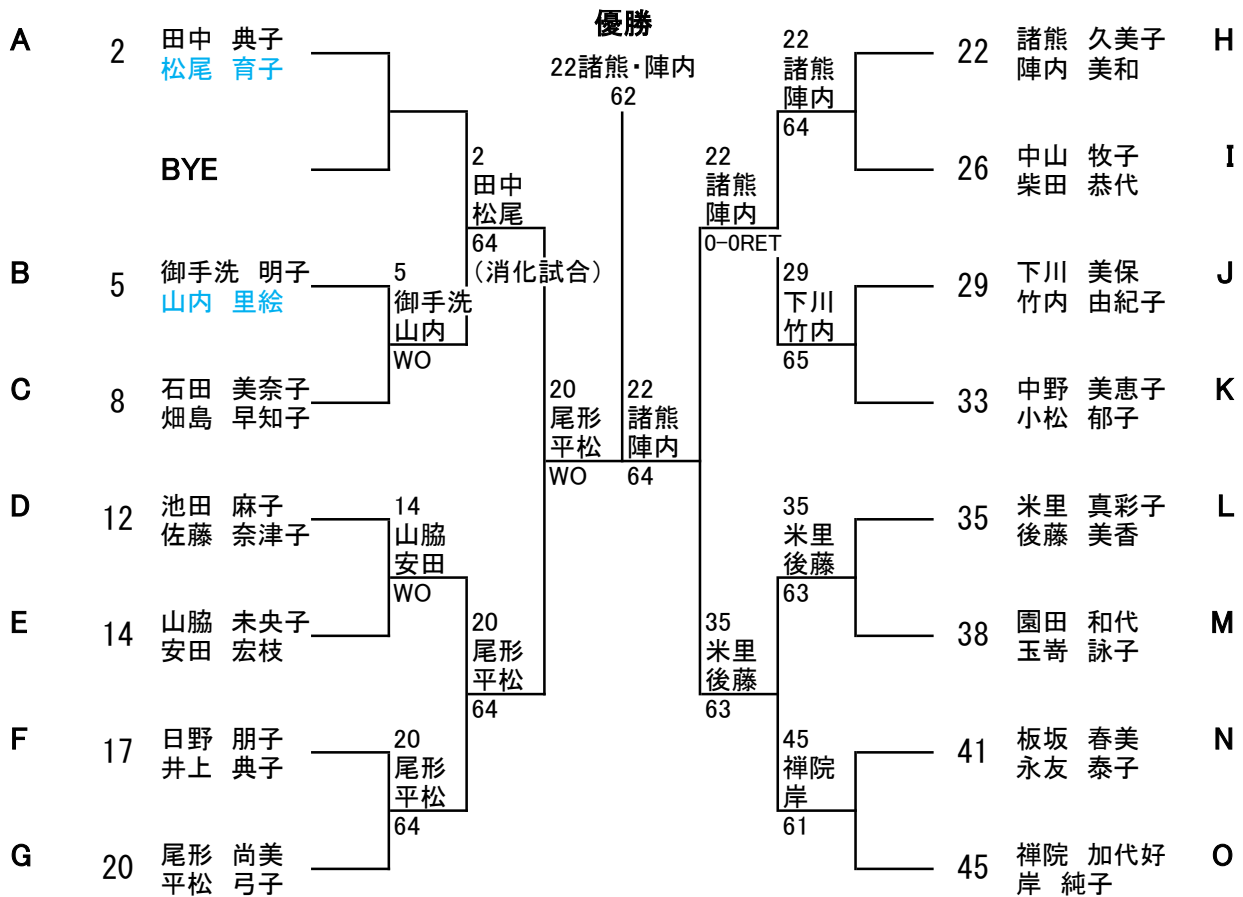 優勝
22諸熊・陣内
62
A
2
田中 典子
松尾 育子
BYE
2
田中
松尾
64
(消化試合)
B
5
御手洗 明子
山内 里絵
5
御手洗
山内
WO
C
8
石田 美奈子
畑島 早知子
20
尾形
平松
WO
D
12
池田 麻子
佐藤 奈津子
14
山脇
安田
WO
E
14
山脇 未央子
安田 宏枝
20
尾形
平松
64
F
17
日野 朋子
井上 典子
20
尾形
平松
64
G
20
尾形 尚美
平松 弓子
22
諸熊
陣内
64
22
諸熊
陣内
64
22
諸熊 久美子
陣内 美和
H
22
諸熊
陣内
0-0RET
26
中山 牧子
柴田 恭代
I
29
下川
竹内
65
29
下川 美保
竹内 由紀子
J
33
中野 美恵子
小松 郁子
K
35
米里
後藤
63
35
米里 真彩子
後藤 美香
L
35
米里
後藤
63
38
園田 和代
玉嵜 詠子
M
45
禅院
岸
61
41
板坂 春美
永友 泰子
N
45
禅院 加代好
岸 純子
O